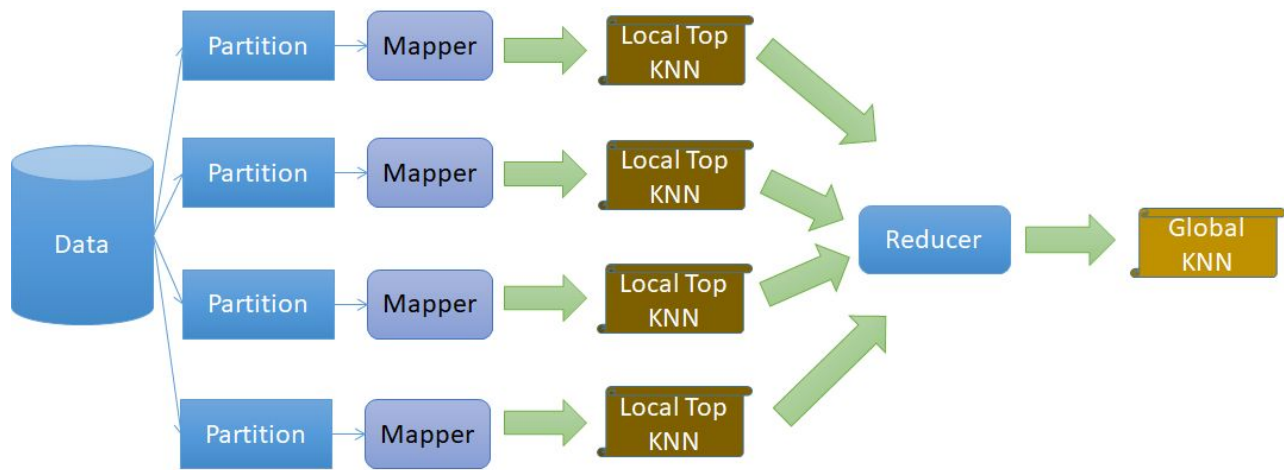 Partition
Mapper
Local Top
KNN
Partition
Mapper
Local Top
KNN
Data
Reducer
Global
KNN
Partition
Mapper
Local Top
KNN
Partition
Mapper
Local Top
KNN